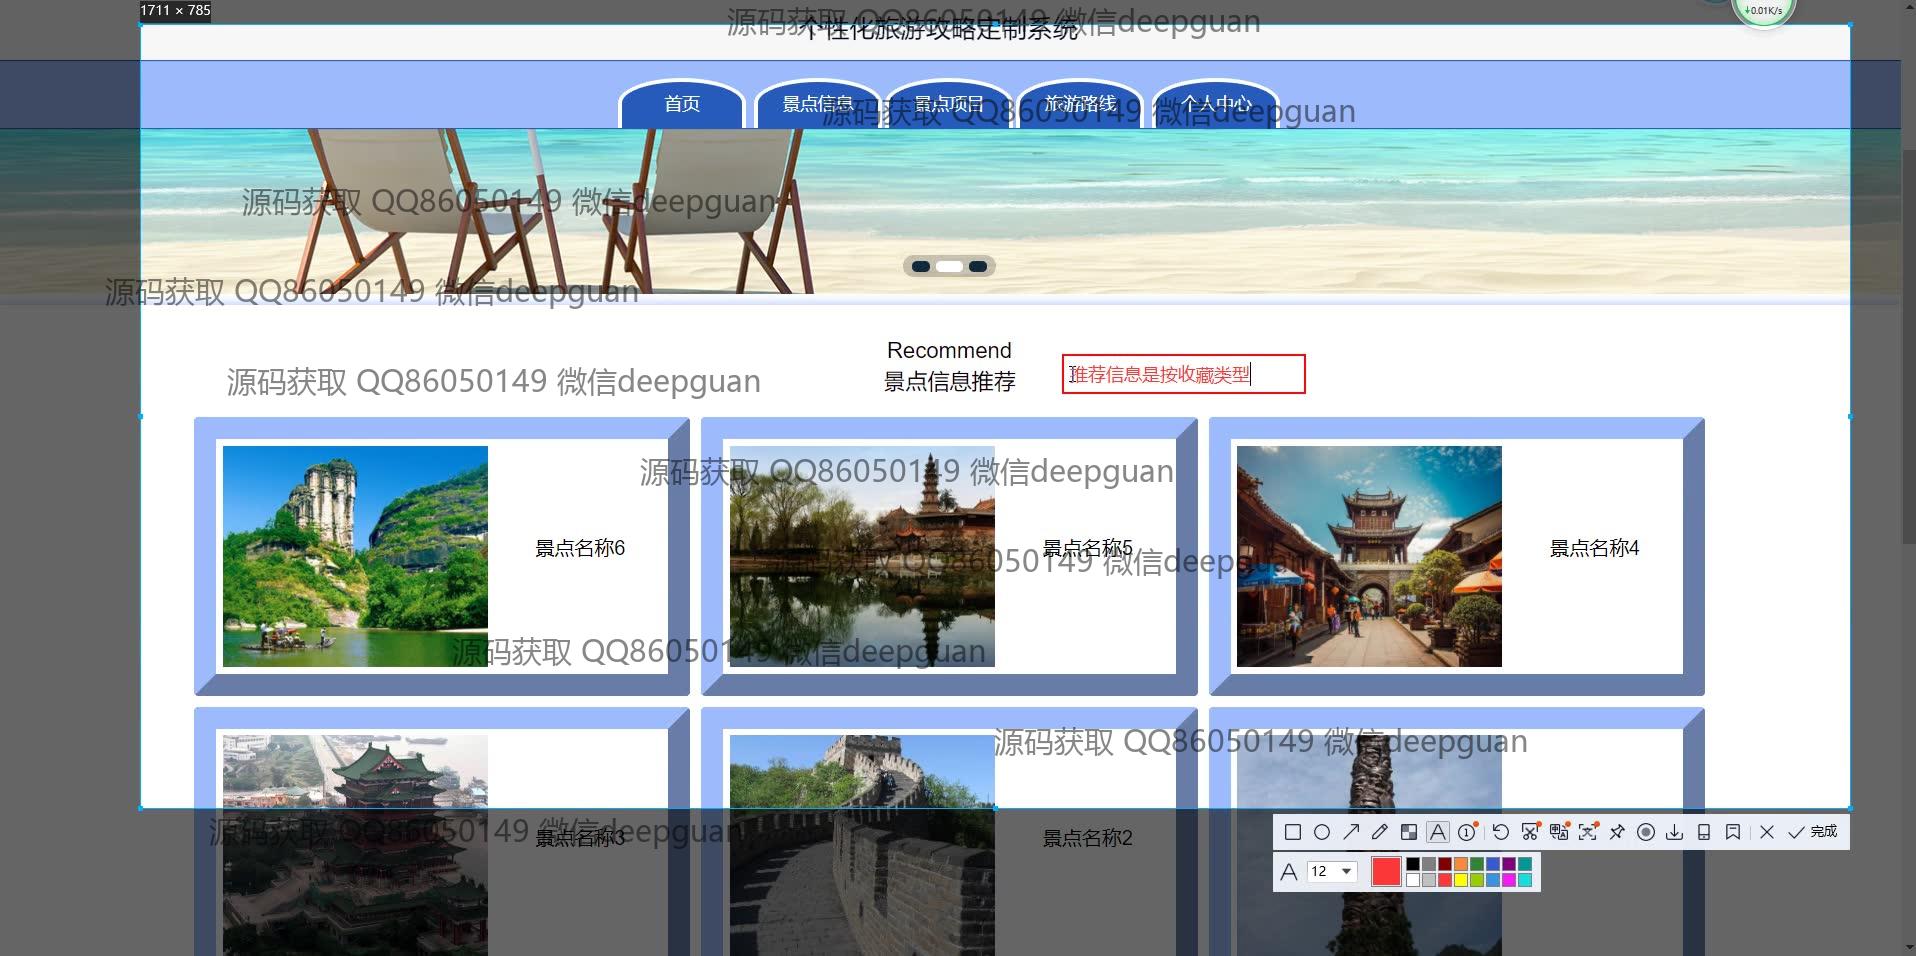 1711 × 785
源码获取 QQ86050149 微信deepguan
个性化旅游攻略定制系统
↓0.01K/s
首页
景点信息
景点项目
旅游路线
个人中心
源码获取 QQ86050149 微信deepguan
源码获取 QQ86050149 微信deepguan
源码获取 QQ86050149 微信deepguan
Recommend
景点信息推荐
推荐信息是按收藏类型
源码获取 QQ86050149 微信deepguan
源码获取 QQ86050149 微信deepguan
景点名称6
景点名称5
景点名称4
源码获取 QQ86050149 微信deepguan
源码获取 QQ86050149 微信deepguan
源码获取 QQ86050149 微信deepguan
源码获取 QQ86050149 微信deepguan
景点名称3
景点名称2
完成
12